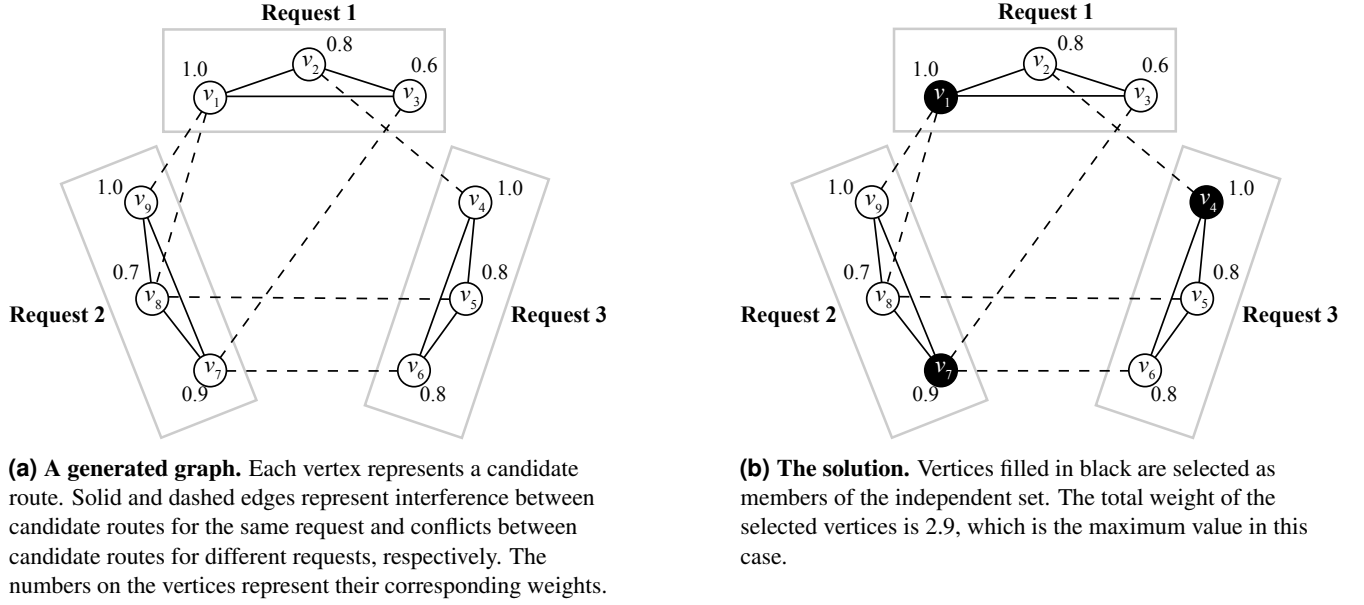 Request 1
0.8
v2
1.0
0.6
v1
v3
1.0
1.0
v9
v4
0.7
0.8
v8
v5
Request 2
Request 3
v7
v6
0.9
0.8
(a) A generated graph. Each vertex represents a candidate
route. Solid and dashed edges represent interference between
candidate routes for the same request and conflicts between
candidate routes for different requests, respectively. The
numbers on the vertices represent their corresponding weights.
Request 1
0.8
v2
1.0
0.6
v1
v3
1.0
1.0
v9
v4
0.7
0.8
v8
v5
Request 2
Request 3
v7
v6
0.9
0.8
(b) The solution. Vertices filled in black are selected as
members of the independent set. The total weight of the
selected vertices is 2.9, which is the maximum value in this
case.